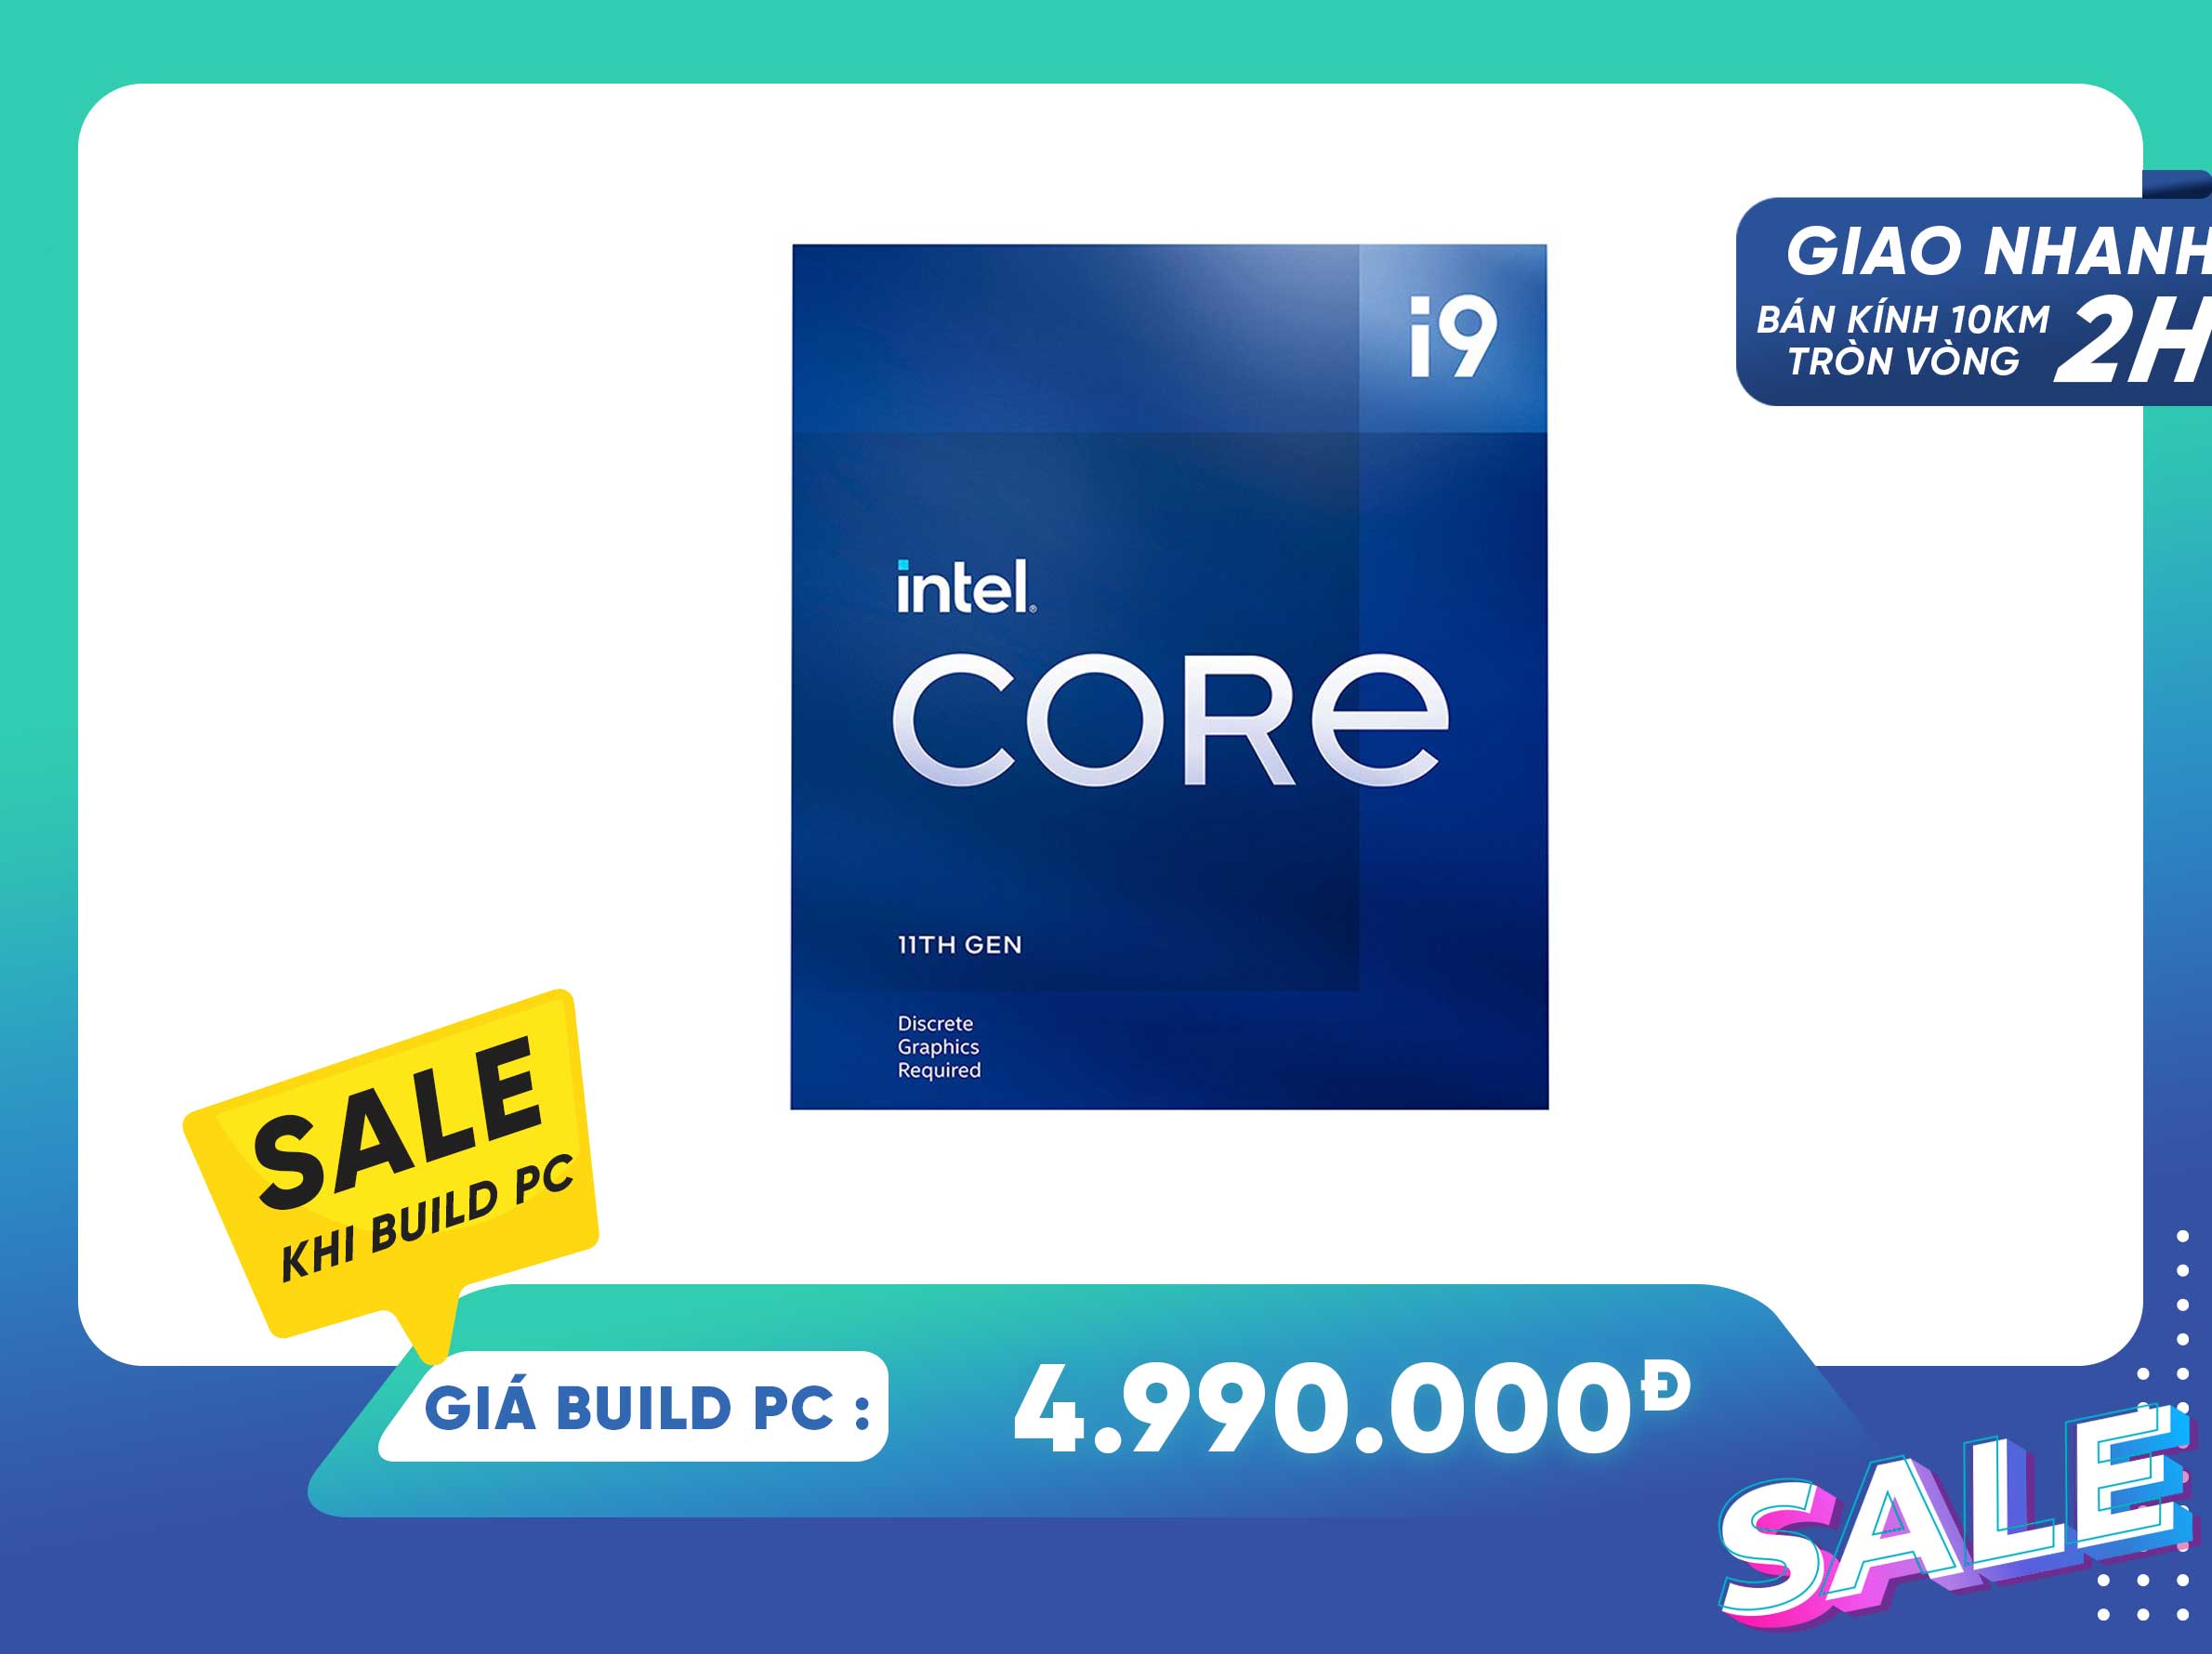 GIAO NHANH
BÁN KÍNH 10KM
TRÒN VÒNG
2H
i9
intel®
CORe
11TH GEN
Discrete
Graphics
Required
SALE
KHI BUILD PC
GIÁ BUILD PC :
4.990.000Đ
SALE